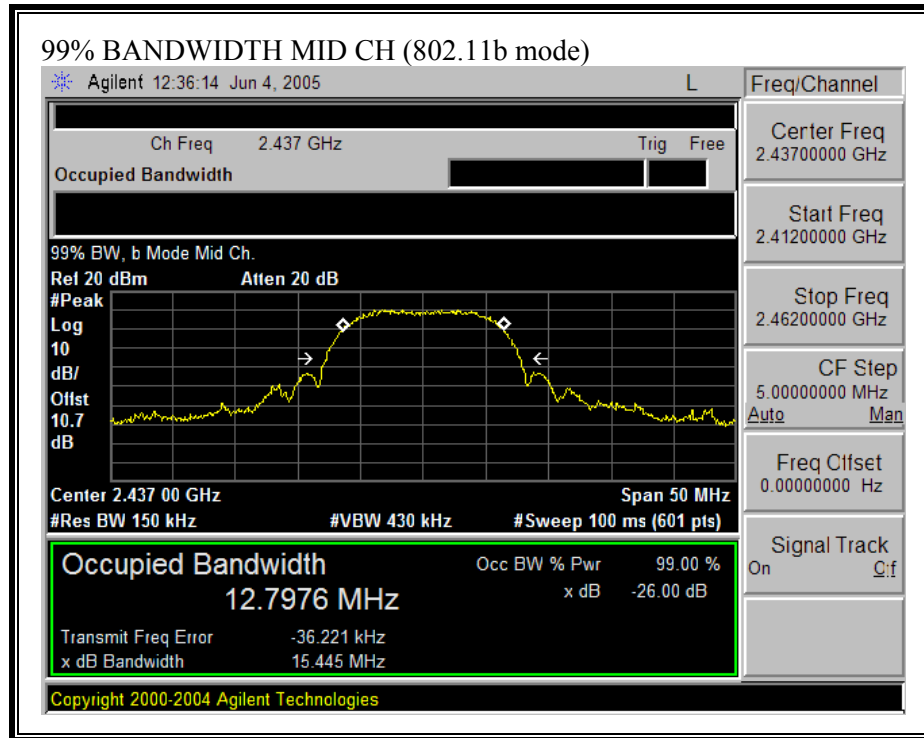 99% BANDWIDTH MID CH (802.11b mode)
Agilent 12:36:14 Jun 4, 2005 L
Freq/Channel
Ch Freq 2.437 GHz Trig Free
Occupied Bandwidth
Center Freq
2.43700000 GHz
Start Freq
2.41200000 GHz
Stop Freq
2.46200000 GHz
CF Step
5.00000000 MHz
Auto Man
Freq Offset
0.00000000 Hz
Signal Track
On Off
99% BW, b Mode Mid Ch.
Ref 20 dBm Atten 20 dB
#Peak
Log
10
dB/
Offst
10.7
dB
Center 2.437 00 GHz Span 50 MHz
#Res BW 150 kHz #VBW 430 kHz #Sweep 100 ms (601 pts)
Occupied Bandwidth
12.7976 MHz
Occ BW % Pwr 99.00 %
x dB -26.00 dB
Transmit Freq Error -36.221 kHz
x dB Bandwidth 15.445 MHz
Copyright 2000-2004 Agilent Technologies